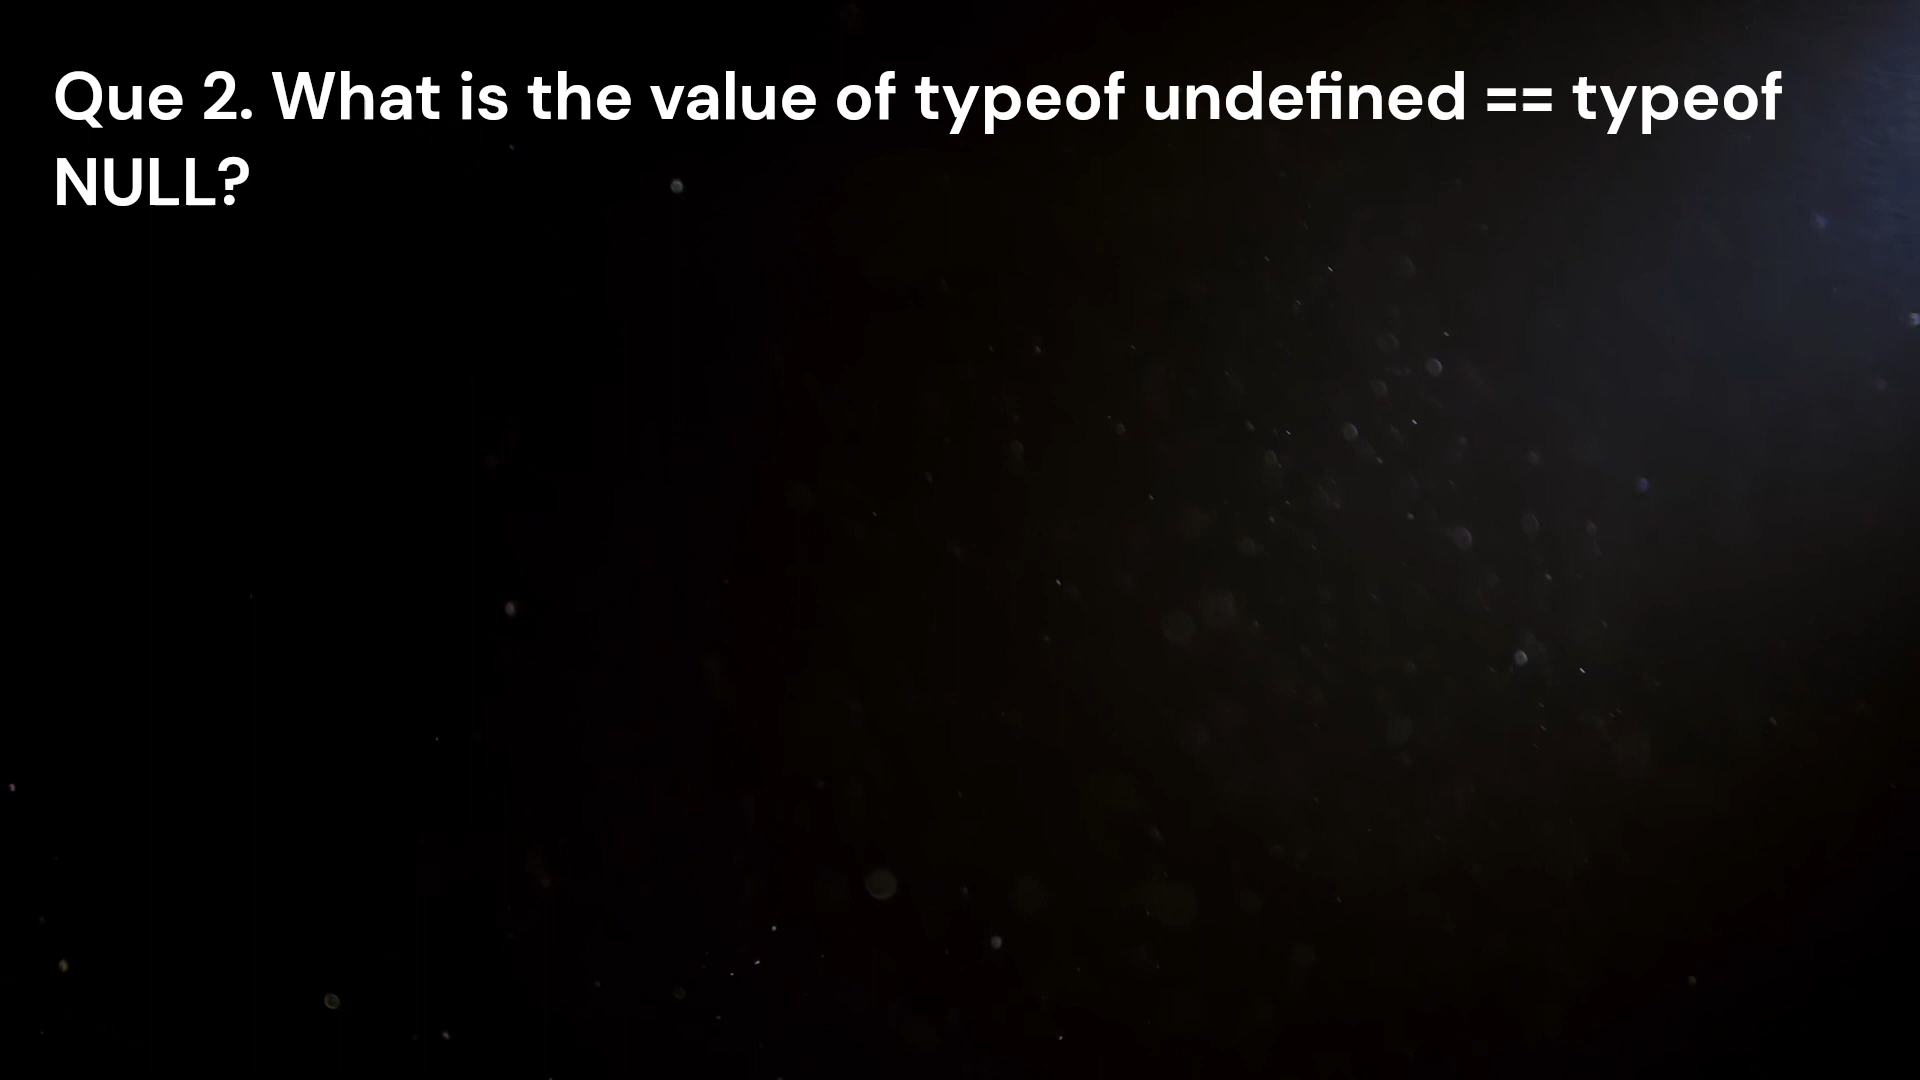 Que 2. What is the value of typeof undefined == typeof
NULL?